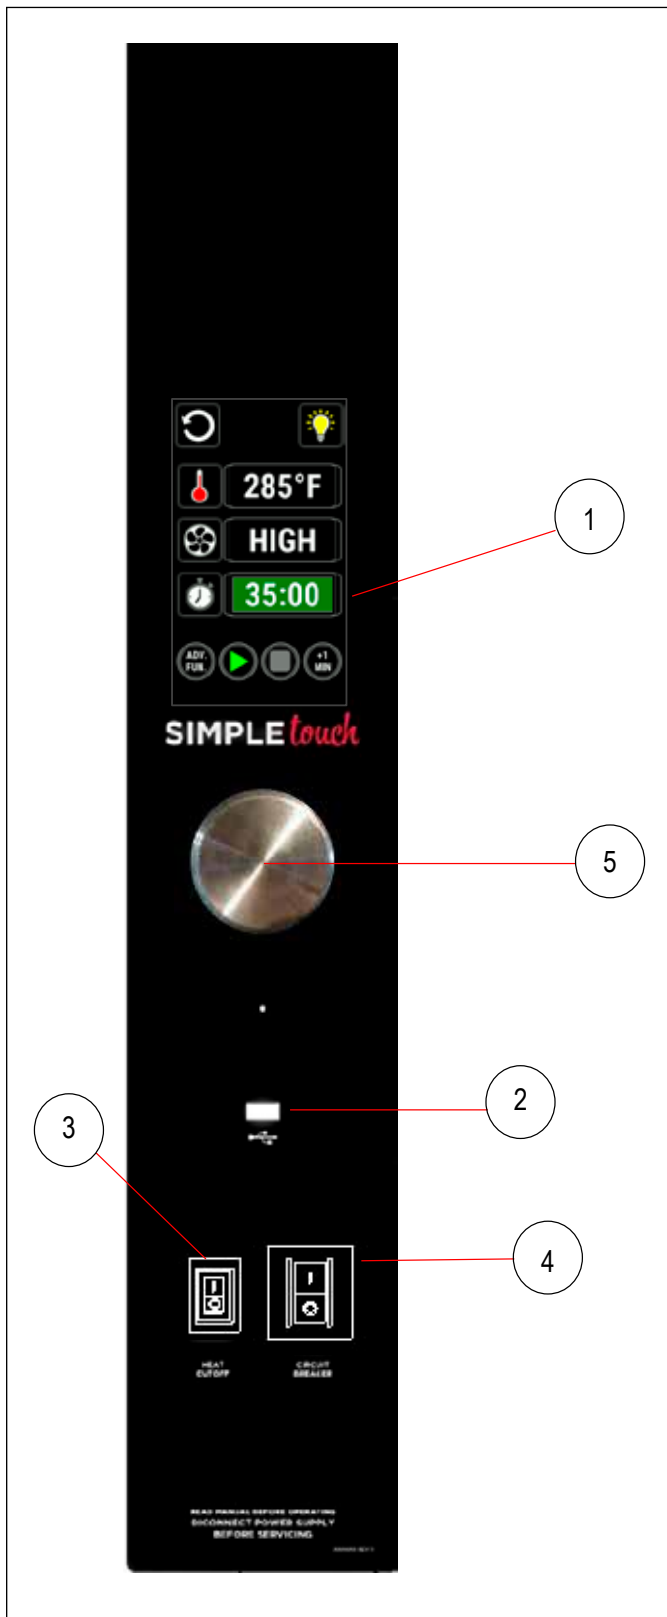 285°F
HIGH
1
35:00
ADV. FUN.
+1 MIN
SIMPLE touch
5
2
3
4
HEAT CUTOFF
CIRCUIT BREAKER
READ MANUAL BEFORE OPERATING
DICONNECT POWER SUPPLY
BEFORE SERVICING